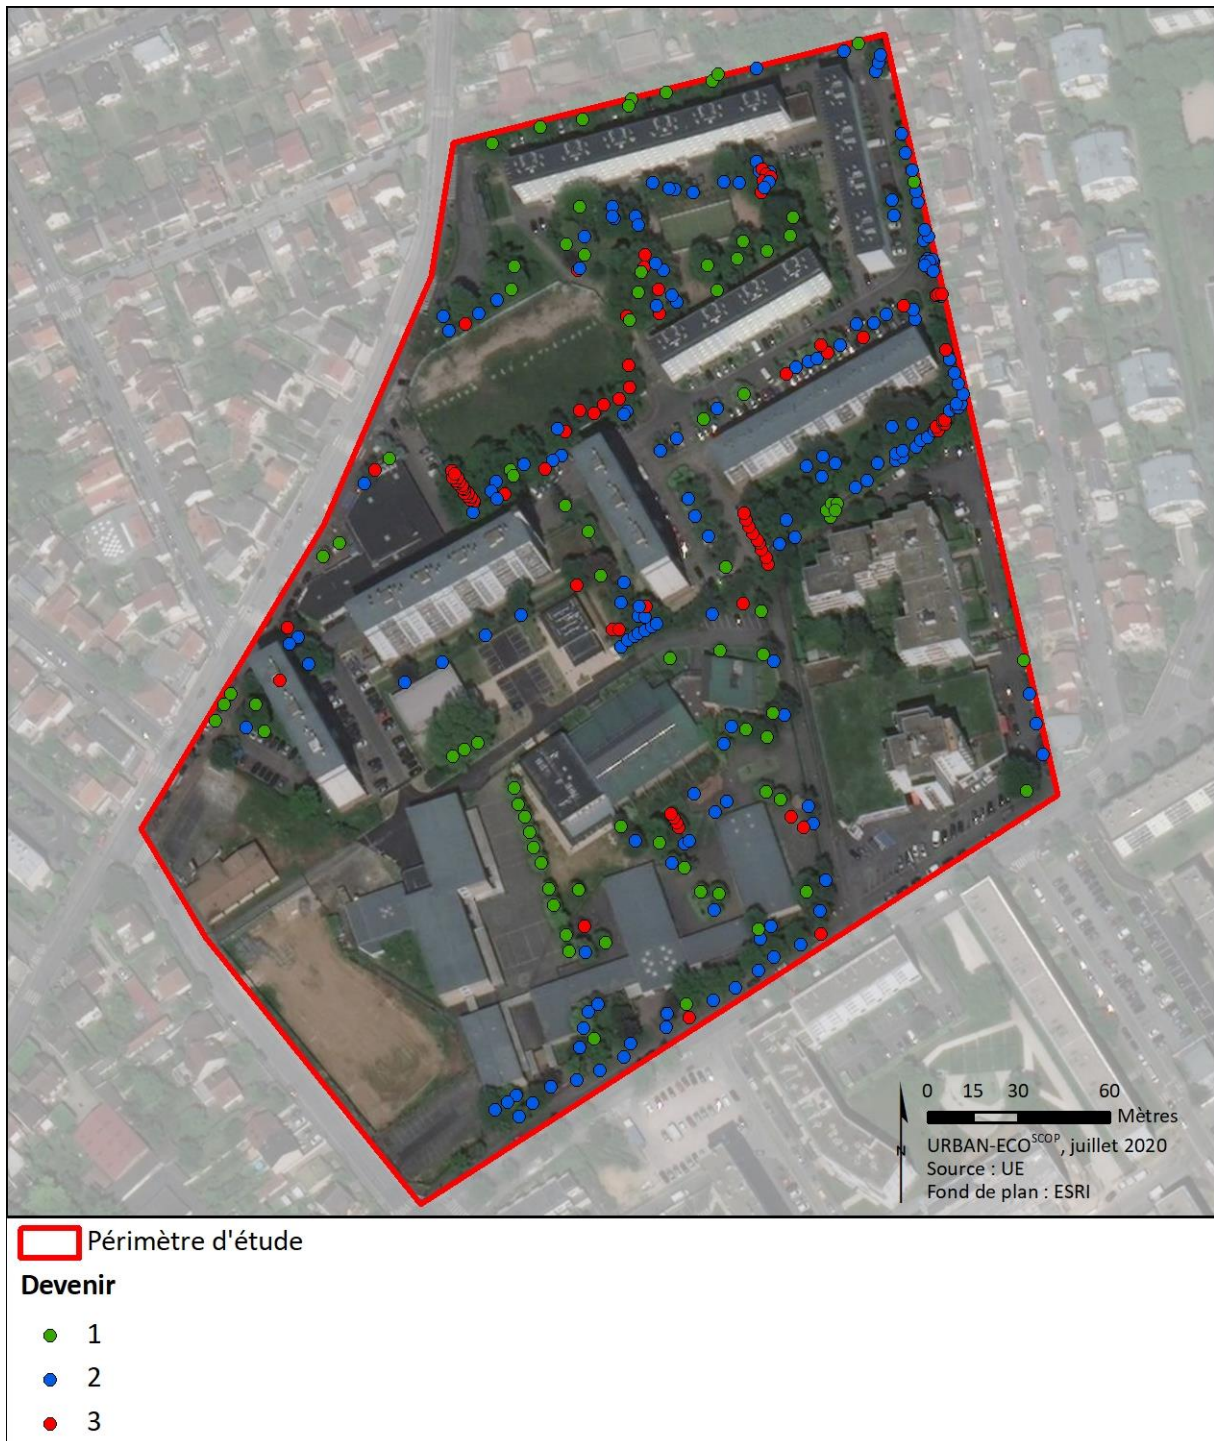 0 15 30 60
Mètres
N
URBAN-ECO SCOP, juillet 2020
Source : UE
Fond de plan : ESRI
Périmètre d'étude
Devenir
1
2
3